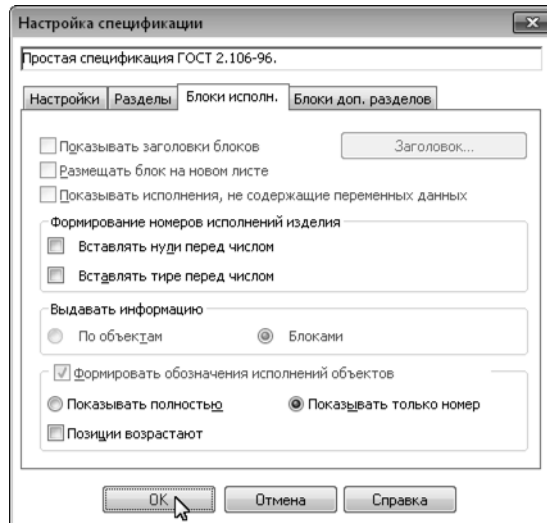 Настройка спецификации
Простая спецификация ГОСТ 2.106-96.
Настройки Разделы Блоки исполн. Блоки доп. разделов
Показывать заголовки блоков Заголовок...
Размещать блок на новом листе
Показывать исполнения, не содержащие переменных данных
Формирование номеров исполнений изделия
Вставлять нули перед числом
Вставлять тире перед числом
Выдавать информацию
По объектам Блоками
Формировать обозначения исполнений объектов
Показывать полностью Показывать только номер
Позиции возрастают
OK Отмена Справка